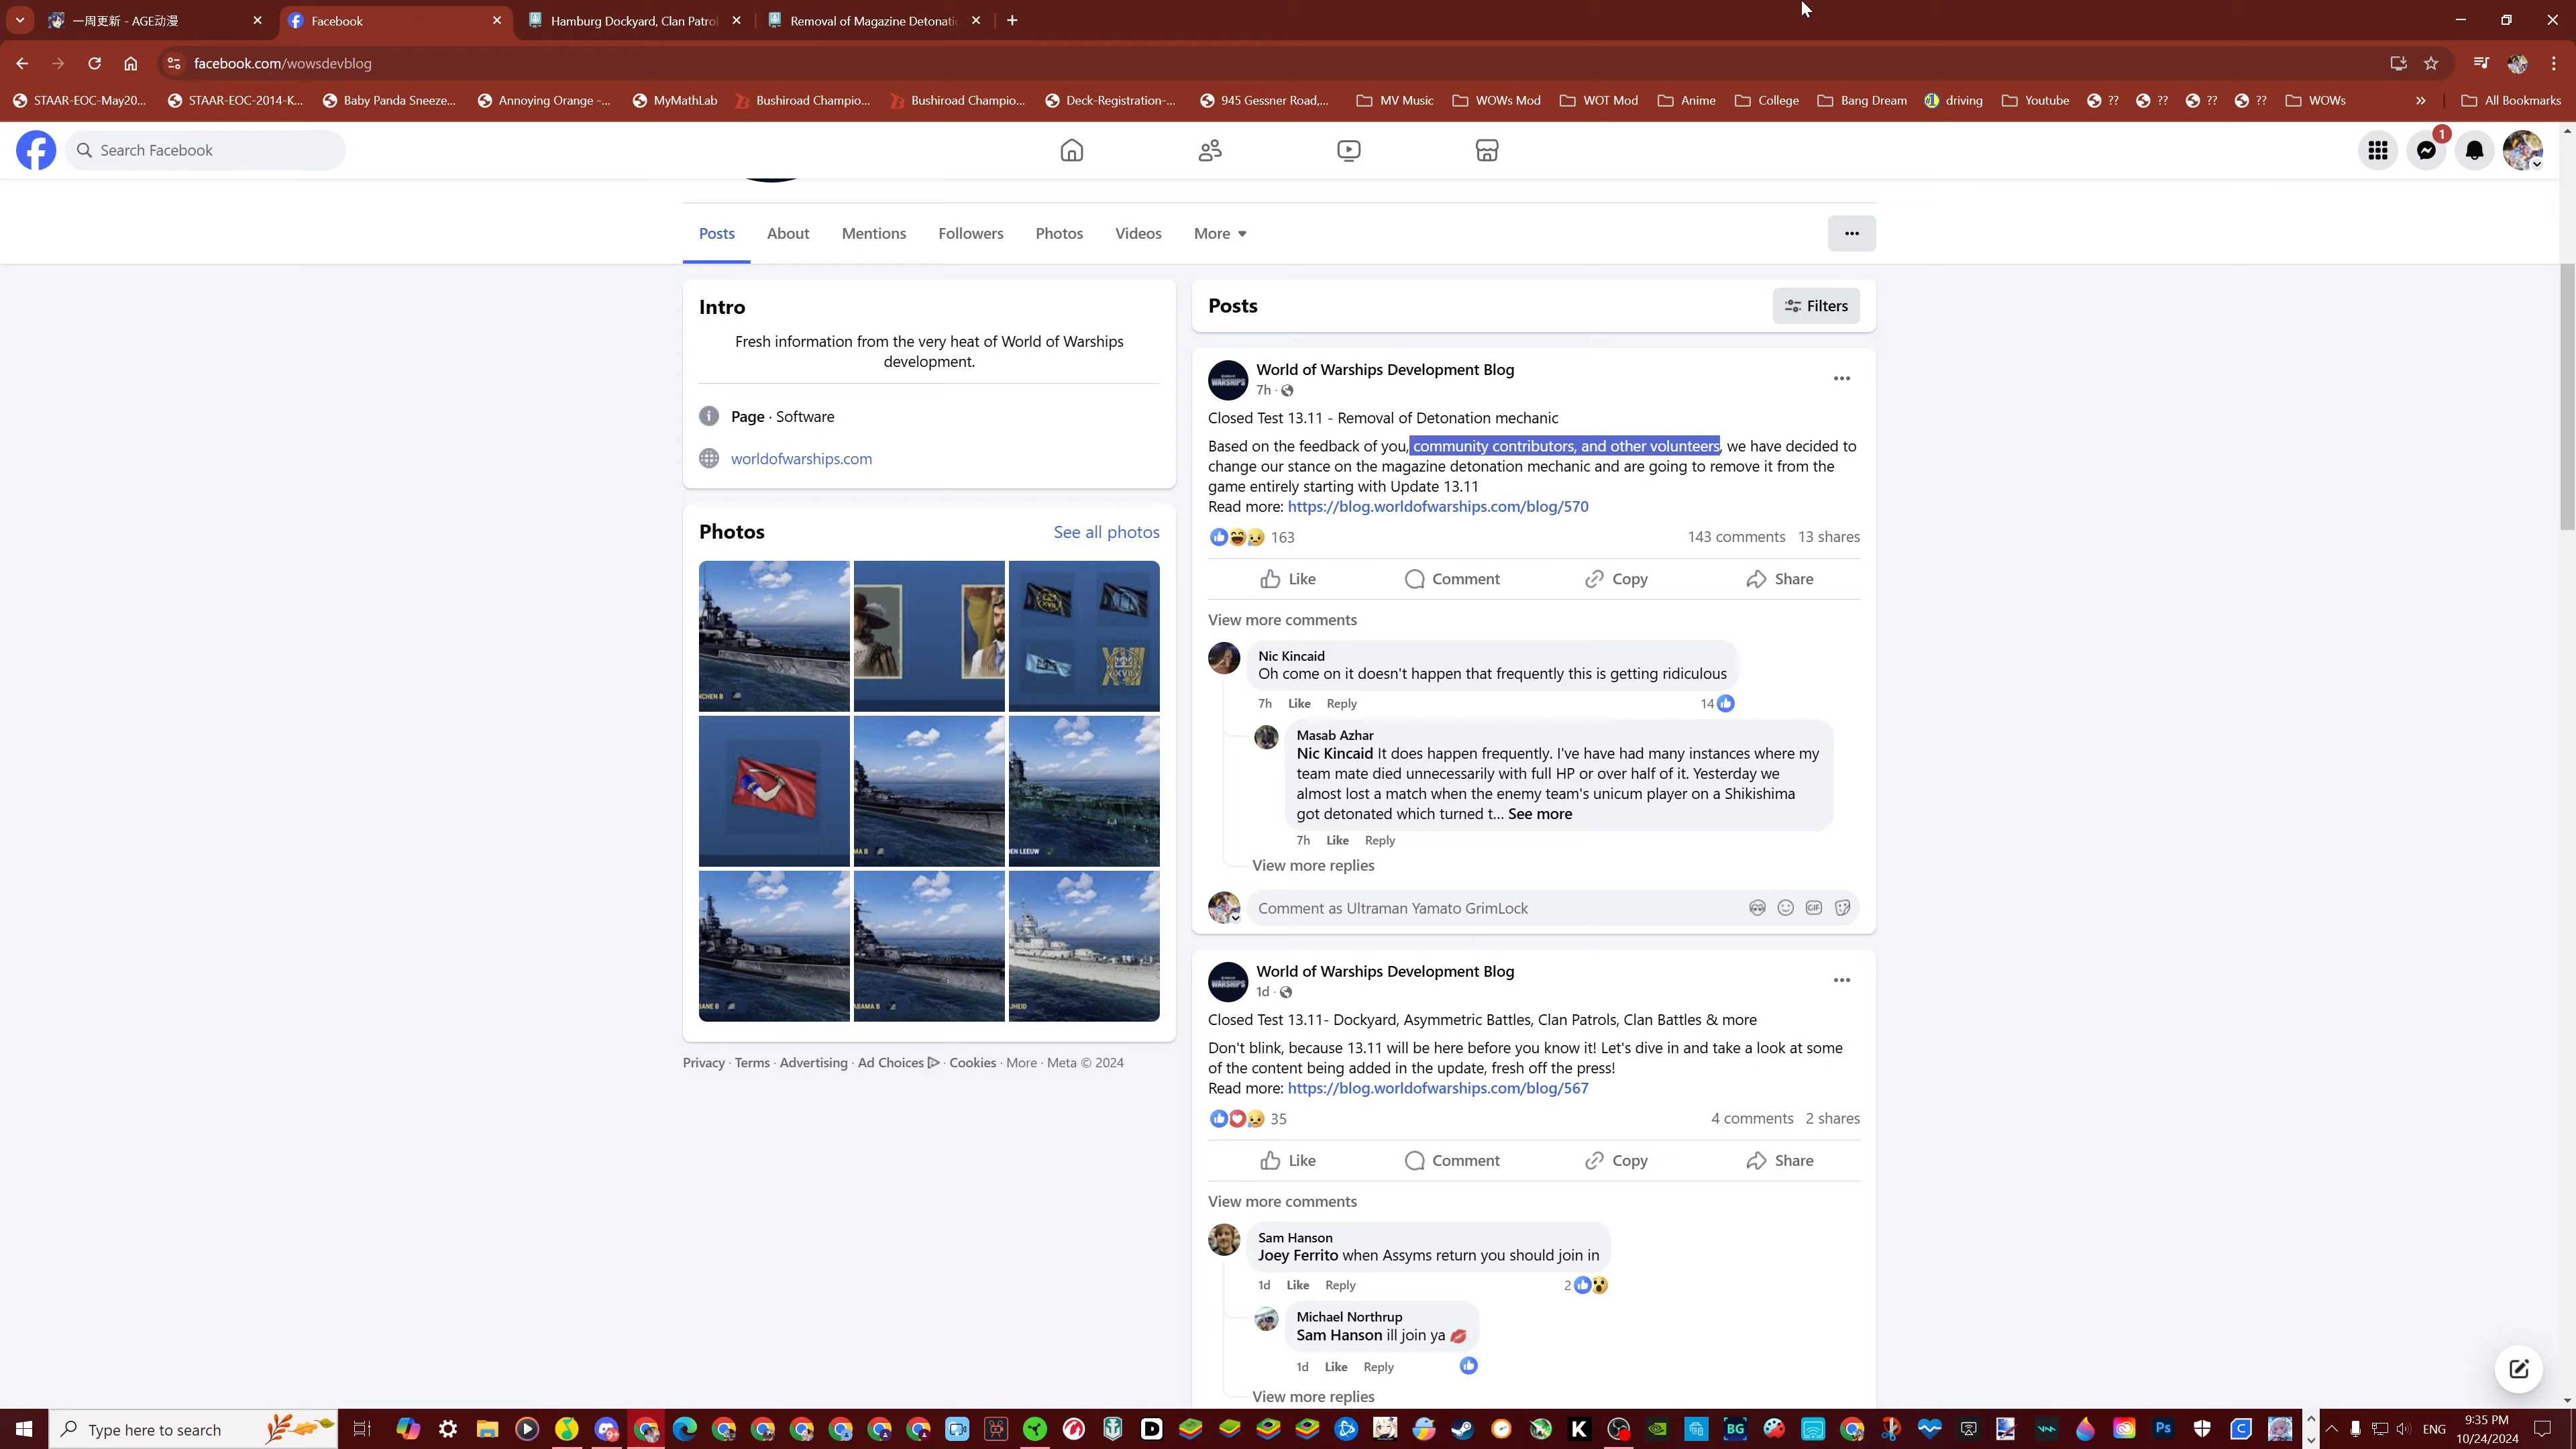 一周更新 - AGE动漫
Facebook
Hamburg Dockyard, Clan Patrol
Removal of Magazine Detonatio
facebook.com/wowsdevblog
STAAR-EOC-May20...
STAAR-EOC-2014-K...
Baby Panda Sneeze...
Annoying Orange -...
MyMathLab
Bushiroad Champio...
Bushiroad Champio...
Deck-Registration-...
945 Gessner Road,...
MV Music
WOWs Mod
WOT Mod
Anime
College
Bang Dream
driving
Youtube
??
??
??
??
WOWs
All Bookmarks
Search Facebook
1
Posts
About
Mentions
Followers
Photos
Videos
More
Intro
Fresh information from the very heat of World of Warships
development.
Page · Software
worldofwarships.com
Photos
See all photos
NCHEN B
XVII
MA B
DEN LEEUW
BANE B
ABAMA B
JHEID
Privacy · Terms · Advertising · Ad Choices · Cookies · More · Meta © 2024
Posts
Filters
World of Warships Development Blog
7h
Closed Test 13.11 - Removal of Detonation mechanic
Based on the feedback of you, community contributors, and other volunteers, we have decided to
change our stance on the magazine detonation mechanic and are going to remove it from the
game entirely starting with Update 13.11
Read more: https://blog.worldofwarships.com/blog/570
163
143 comments 13 shares
Like
Comment
Copy
Share
View more comments
Nic Kincaid
Oh come on it doesn't happen that frequently this is getting ridiculous
7h Like Reply
14
Masab Azhar
Nic Kincaid It does happen frequently. I've have had many instances where my
team mate died unnecessarily with full HP or over half of it. Yesterday we
almost lost a match when the enemy team's unicum player on a Shikishima
got detonated which turned t... See more
7h Like Reply
View more replies
Comment as Ultraman Yamato GrimLock
GIF
World of Warships Development Blog
1d
Closed Test 13.11- Dockyard, Asymmetric Battles, Clan Patrols, Clan Battles & more
Don't blink, because 13.11 will be here before you know it! Let's dive in and take a look at some
of the content being added in the update, fresh off the press!
Read more: https://blog.worldofwarships.com/blog/567
35
4 comments 2 shares
Like
Comment
Copy
Share
View more comments
Sam Hanson
Joey Ferrito when Assyms return you should join in
1d Like Reply
2
Michael Northrup
Sam Hanson ill join ya
1d Like Reply
View more replies
Type here to search
BG
Ps
ENG
9:35 PM
10/24/2024